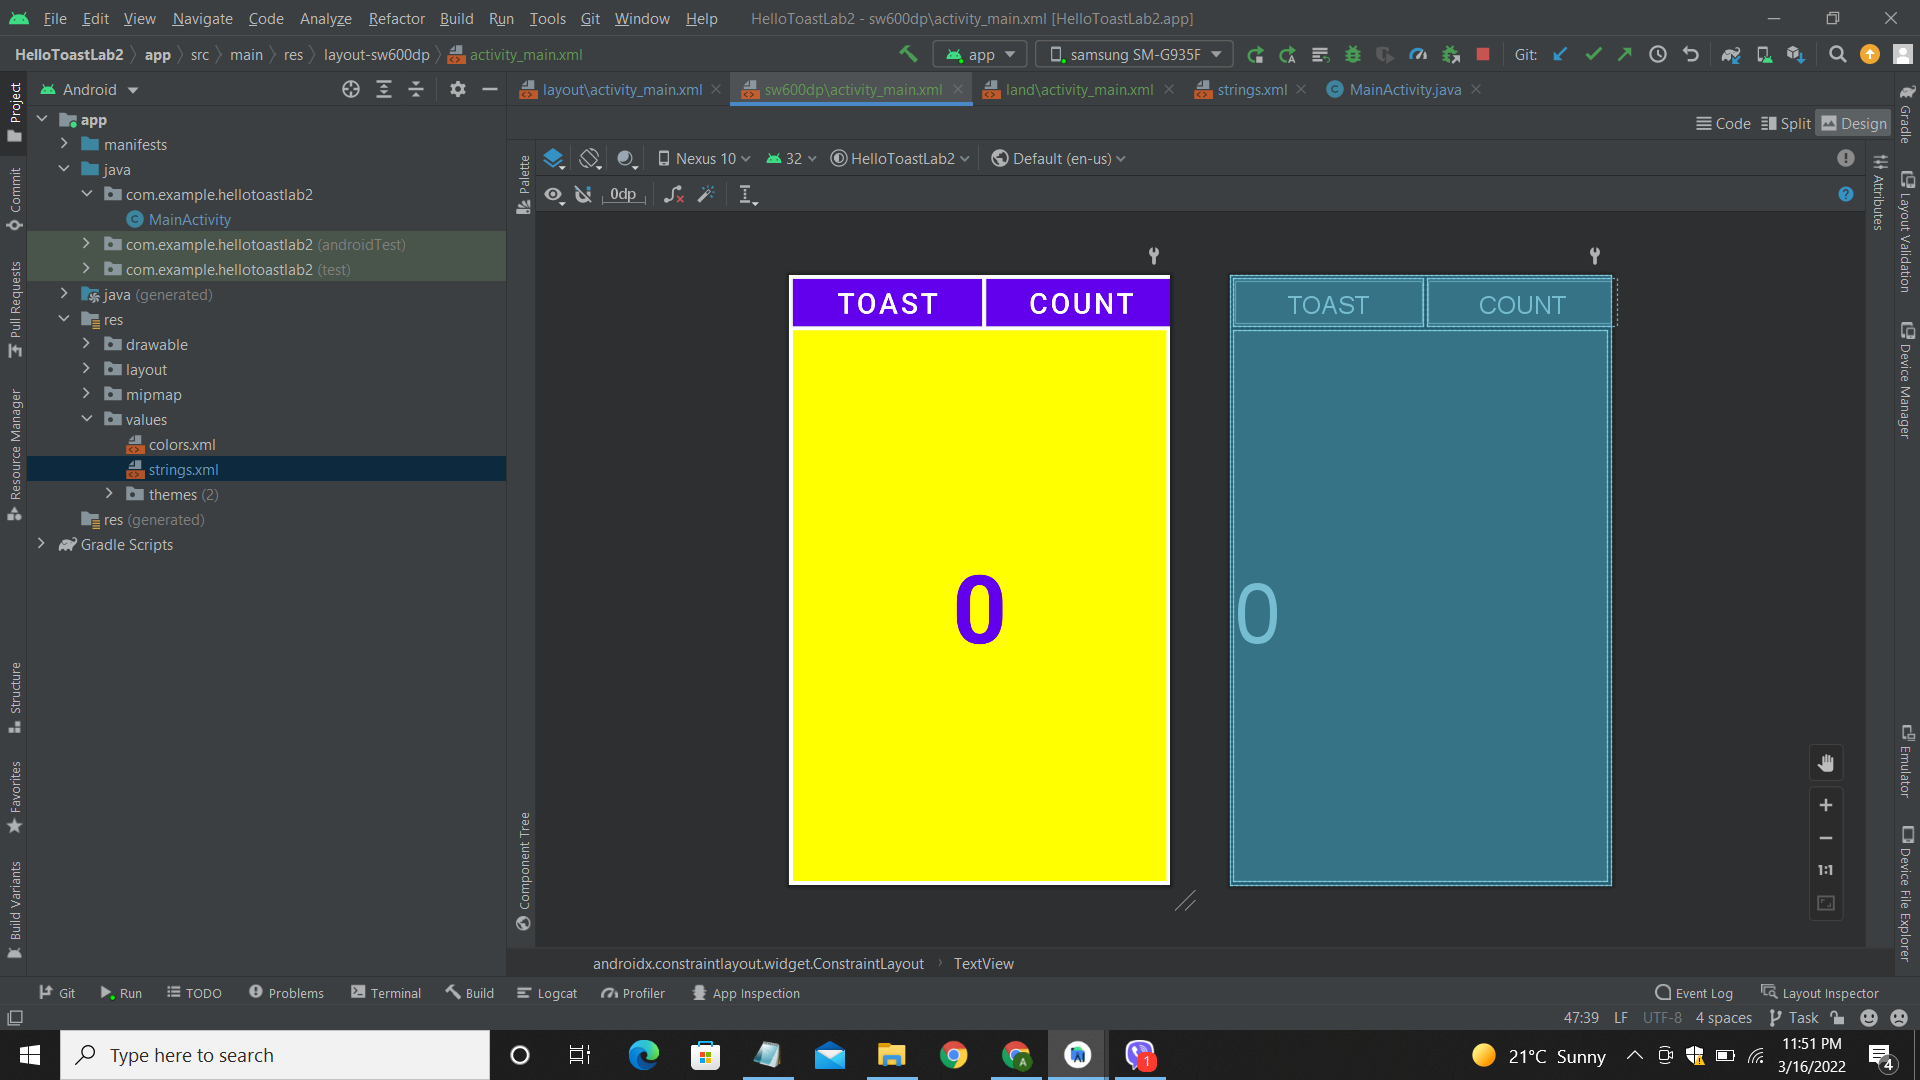 File Edit View Navigate Code Analyze Refactor Build Run Tools Git Window Help HelloToastLab2 - sw600dp\activity_main.xml [HelloToastLab2.app]
HelloToastLab2 app src main res layout-sw600dp activity_main.xml app samsung SM-G935F Git:
Android layout\activity_main.xml sw600dp\activity_main.xml land\activity_main.xml strings.xml MainActivity.java
Code Split Design
Nexus 10 32 HelloToastLab2 Default (en-us)
0dp
app
manifests
java
com.example.hellotoastlab2
MainActivity
com.example.hellotoastlab2 (androidTest)
com.example.hellotoastlab2 (test)
java (generated)
res
drawable
layout
mipmap
values
colors.xml
strings.xml
themes (2)
res (generated)
Gradle Scripts
Project
Commit
Pull Requests
Resource Manager
Structure
Favorites
Build Variants
Palette
Component Tree
TOAST COUNT
0
TOAST COUNT
0
1:1
Attributes
Gradle
Layout Validation
Device Manager
Emulator
Device File Explorer
androidx.constraintlayout.widget.ConstraintLayout TextView
Git Run TODO Problems Terminal Build Logcat Profiler App Inspection Event Log Layout Inspector
47:39 LF UTF-8 4 spaces Task
Type here to search
A
1
21°C Sunny
11:51 PM
3/16/2022
4